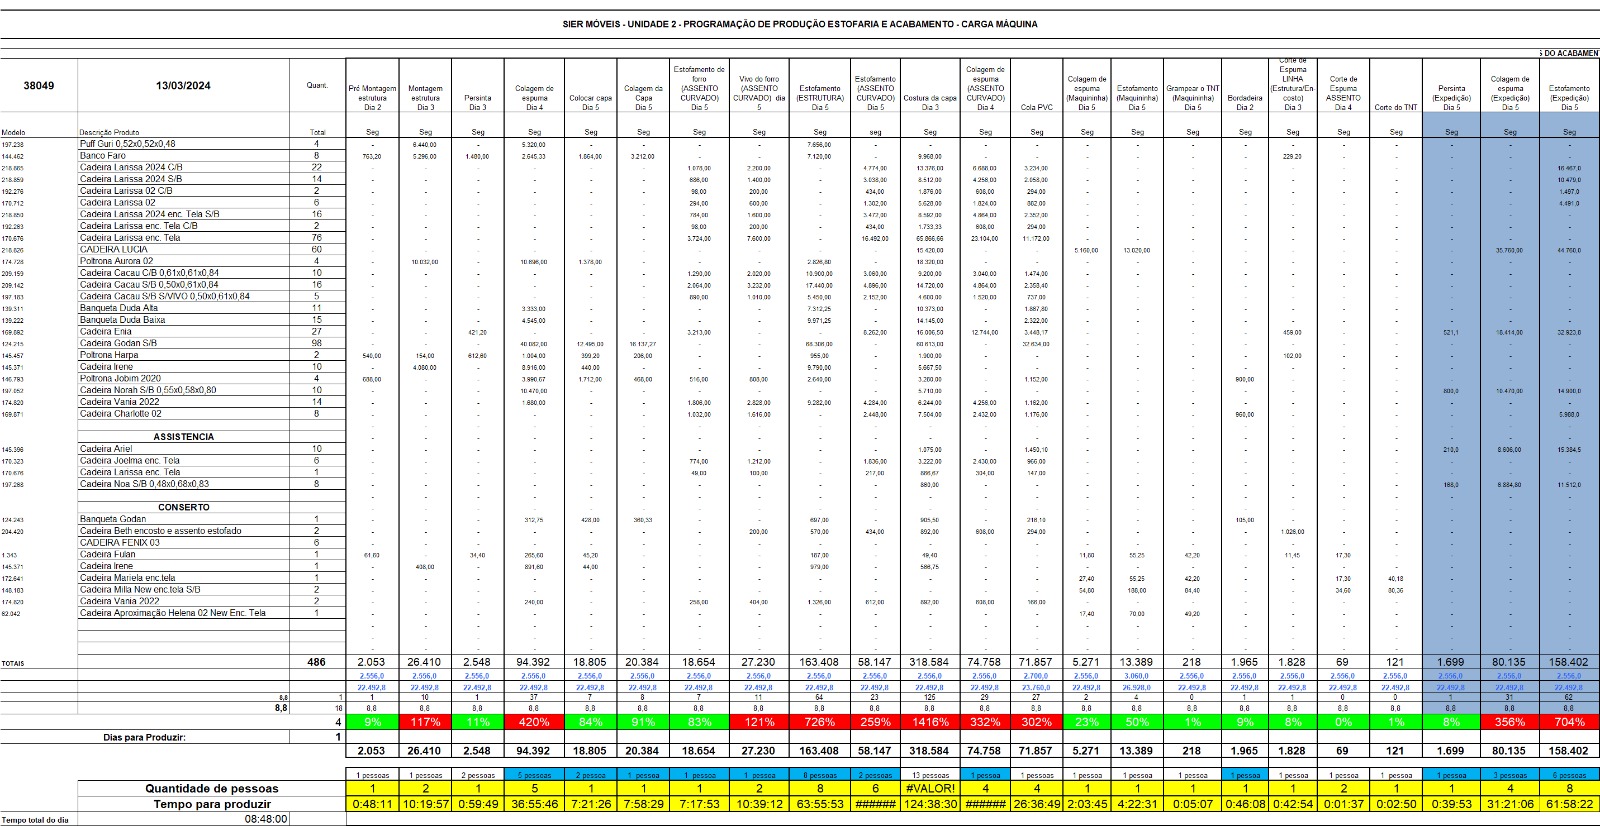 SIER MÓVEIS - UNIDADE 2 - PROGRAMAÇÃO DE PRODUÇÃO ESTOFARIA E ACABAMENTO - CARGA MÁQUINA
S DO ACABAMEN
38049 13/03/2024 Quant.
Pré Montagem estrutura Dia 2
Montagem estrutura Dia 3
Persinta Dia 3
Colagem de espuma Dia 4
Colocar capa Dia 5
Colagem da Capa Dia 5
Estofamento de forro (ASSENTO CURVADO) Dia 5
Vivo do forro (ASSENTO CURVADO) dia 5
Estofamento (ESTRUTURA) Dia 5
Estofamento (ASSENTO CURVADO) Dia 5
Costura da capa Dia 3
Colagem de espuma (ASSENTO CURVADO) Dia 4
Cola PVC
Colagem de espuma (Maquininha) Dia 5
Estofamento (Maquininha) Dia 5
Grampear o TNT (Maquininha) Dia 5
Bordadeira Dia 2
Corte de Espuma LINHA (Estrutura/Encosto) Dia 3
Corte de Espuma ASSENTO Dia 4
Corte do TNT
Persinta (Expedição) Dia 5
Colagem de espuma (Expedição) Dia 5
Estofamento (Expedição) Dia 5
Modelo Descrição Produto Total Seg Seg Seg Seg Seg Seg Seg Seg Seg seg Seg Seg Seg Seg Seg Seg Seg Seg Seg Seg Seg Seg Seg
197.238 Puff Guri 0,52x0,52x0,48 4 6.440,00 5.320,00 7.656,00
144.462 Banco Faro 8 763,20 5.296,00 1.480,00 2.645,33 1.864,00 3.212,00 7.120,00 9.968,00 229,20
218.865 Cadeira Larissa 2024 C/B 22 1.078,00 2.200,00 4.774,00 13.376,00 6.688,00 3.234,00 16.467,0
218.859 Cadeira Larissa 2024 S/B 14 686,00 1.400,00 3.038,00 8.512,00 4.256,00 2.058,00 10.479,0
192.276 Cadeira Larissa 02 C/B 2 98,00 200,00 434,00 1.876,00 608,00 294,00 1.497,0
170.712 Cadeira Larissa 02 6 294,00 600,00 1.302,00 5.628,00 1.824,00 882,00 4.491,0
218.850 Cadeira Larissa 2024 enc. Tela S/B 16 784,00 1.600,00 3.472,00 8.592,00 4.864,00 2.352,00
192.283 Cadeira Larissa enc. Tela C/B 2 98,00 200,00 434,00 1.733,33 608,00 294,00
170.676 Cadeira Larissa enc. Tela 76 3.724,00 7.600,00 16.492,00 65.866,66 23.104,00 11.172,00
218.826 CADEIRA LUCIA 60 15.420,00 5.160,00 13.020,00 35.760,00 44.760,0
174.728 Poltrona Aurora 02 4 10.032,00 10.696,00 1.378,00 2.826,80 18.320,00
209.159 Cadeira Cacau C/B 0,61x0,61x0,84 10 1.290,00 2.020,00 10.900,00 3.060,00 9.200,00 3.040,00 1.474,00
209.142 Cadeira Cacau S/B 0,50x0,61x0,84 16 2.064,00 3.232,00 17.440,00 4.896,00 14.720,00 4.864,00 2.358,40
197.183 Cadeira Cacau S/B S/VIVO 0,50x0,61x0,84 5 890,00 1.010,00 5.450,00 2.152,00 4.600,00 1.520,00 737,00
139.311 Banqueta Duda Alta 11 3.333,00 7.312,25 10.373,00 1.887,80
139.222 Banqueta Duda Baixa 15 4.545,00 9.971,25 14.145,00 2.322,00
169.892 Cadeira Enia 27 421,20 3.213,00 8.262,00 16.006,50 12.744,00 3.448,17 459,00 521,1 18.414,00 32.923,8
124.215 Cadeira Godan S/B 98 40.082,00 12.495,00 16.137,27 68.306,00 60.613,00 32.634,00
145.457 Poltrona Harpa 2 540,00 154,00 612,60 1.004,00 399,20 206,00 955,00 1.900,00 102,00
145.371 Cadeira Irene 10 4.080,00 8.916,00 440,00 9.790,00 5.667,50
146.793 Poltrona Jobim 2020 4 688,00 3.990,67 1.712,00 468,00 516,00 808,00 2.640,00 3.280,00 1.152,00 900,00
197.052 Cadeira Norah S/B 0,55x0,58x0,80 10 10.470,00 5.710,00 800,0 10.470,00 14.900,0
174.820 Cadeira Vania 2022 14 1.680,00 1.806,00 2.828,00 9.282,00 4.284,00 6.244,00 4.256,00 1.162,00
169.871 Cadeira Charlotte 02 8 1.032,00 1.616,00 2.448,00 7.504,00 2.432,00 1.176,00 960,00 5.988,0
ASSISTENCIA
145.396 Cadeira Ariel 10 1.075,00 1.450,10 210,0 8.606,00 15.384,5
170.323 Cadeira Joelma enc. Tela 6 774,00 1.212,00 1.836,00 3.222,00 2.430,00 966,00
170.676 Cadeira Larissa enc. Tela 1 49,00 100,00 217,00 866,67 304,00 147,00
197.268 Cadeira Noa S/B 0,48x0,68x0,83 8 880,00 168,0 6.884,80 11.512,0
CONSERTO
124.243 Banqueta Godan 1 312,75 428,00 360,33 697,00 905,50 218,10 105,00
204.420 Cadeira Beth encosto e assento estofado 2 200,00 570,00 434,00 892,00 608,00 294,00 1.026,00
CADEIRA FENIX 03 6
1.343 Cadeira Fulan 1 61,60 34,40 265,60 45,20 187,00 49,40 11,60 55,25 42,20 11,45 17,30
145.371 Cadeira Irene 1 408,00 891,60 44,00 979,00 566,75
172.641 Cadeira Mariela enc.tela 1 27,40 55,25 42,20 17,30 40,18
148.183 Cadeira Milla New enc.tela S/B 2 54,80 188,00 84,40 34,60 80,36
174.820 Cadeira Vania 2022 2 240,00 258,00 404,00 1.326,00 612,00 892,00 608,00 166,00
82.042 Cadeira Aproximação Helena 02 New Enc. Tela 1 17,40 70,00 49,20
TOTAIS 486 2.053 26.410 2.548 94.392 18.805 20.384 18.654 27.230 163.408 58.147 318.584 74.758 71.857 5.271 13.389 218 1.965 1.828 69 121 1.699 80.135 158.402
2.556,0 2.556,0 2.556,0 2.556,0 2.556,0 2.556,0 2.556,0 2.556,0 2.556,0 2.556,0 2.556,0 2.556,0 2.700,0 2.556,0 3.060,0 2.556,0 2.556,0 2.556,0 2.556,0 2.556,0 2.556,0 2.556,0 2.556,0
22.492,8 22.492,8 22.492,8 22.492,8 22.492,8 22.492,8 22.492,8 22.492,8 22.492,8 22.492,8 22.492,8 22.492,8 23.760,0 22.492,8 26.928,0 22.492,8 22.492,8 22.492,8 22.492,8 22.492,8 22.492,8 22.492,8 22.492,8
8,8 1 1 10 1 37 7 8 7 11 64 23 125 29 27 2 4 0 1 1 0 0 1 31 62
8,8 18 8,8 8,8 8,8 8,8 8,8 8,8 8,8 8,8 8,8 8,8 8,8 8,8 8,8 8,8 8,8 8,8 8,8 8,8 8,8 8,8 8,8 8,8 8,8
4 9% 117% 11% 420% 84% 91% 83% 121% 726% 259% 1416% 332% 302% 23% 50% 1% 9% 8% 0% 1% 8% 356% 704%
Dias para Produzir: 1
2.053 26.410 2.548 94.392 18.805 20.384 18.654 27.230 163.408 58.147 318.584 74.758 71.857 5.271 13.389 218 1.965 1.828 69 121 1.699 80.135 158.402
1 pessoas 1 pessoas 2 pessoas 5 pessoas 2 pessoas 1 pessoas 1 pessoas 1 pessoas 8 pessoas 2 pessoas 13 pessoas 1 pessoas 1 pessoas 1 pessoas 1 pessoas 1 pessoas 1 pessoas 1 pessoas 1 pessoas 1 pessoas 1 pessoas 3 pessoas 6 pessoas
Quantidade de pessoas 1 2 1 5 1 1 1 2 8 6 #VALOR! 4 4 1 1 1 1 1 2 1 1 4 8
Tempo para produzir 0:48:11 10:19:57 0:59:49 36:55:46 7:21:26 7:58:29 7:17:53 10:39:12 63:55:53 ###### 124:38:30 ###### 26:36:49 2:03:45 4:22:31 0:05:07 0:46:08 0:42:54 0:01:37 0:02:50 0:39:53 31:21:06 61:58:22
Tempo total do dia 08:48:00